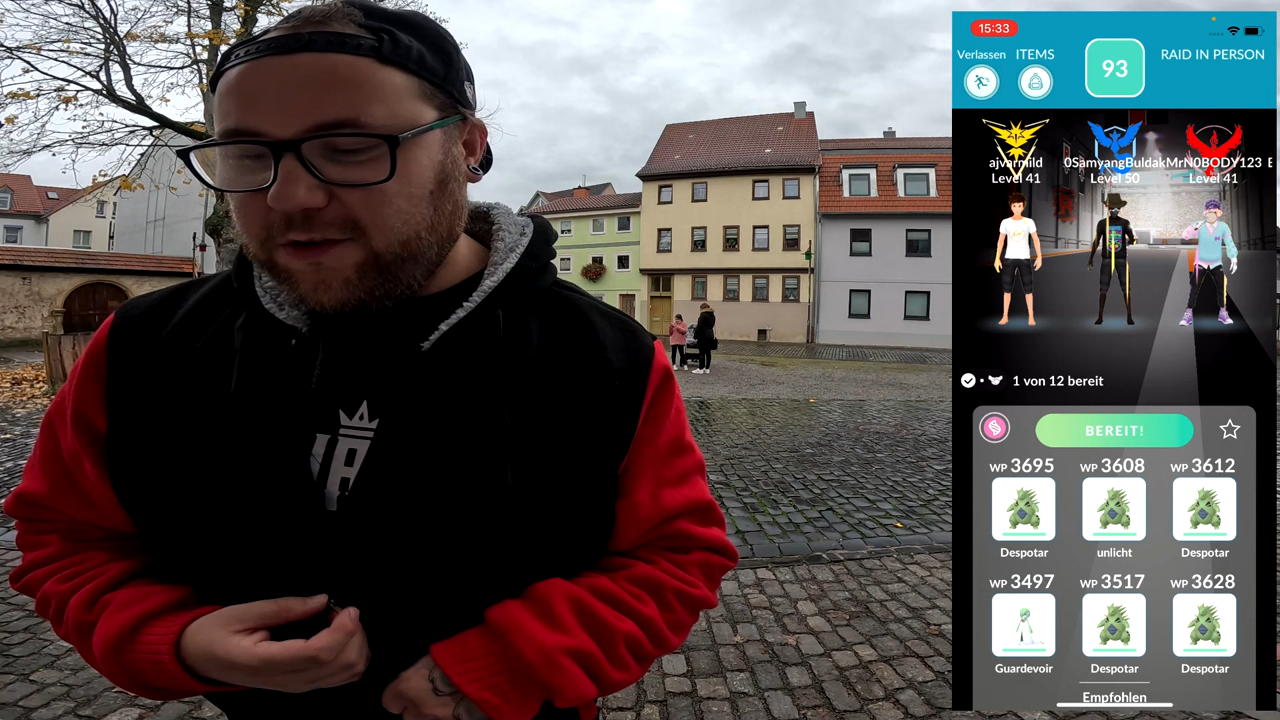 15:33
Verlassen ITEMS 93 RAID IN PERSON
ajvarmild 0SamyangBuldakMrN0BODY123 E
Level 41 Level 50 Level 41
1 von 12 bereit
BEREIT!
WP 3695 WP 3608 WP 3612
Despotar unlicht Despotar
WP 3497 WP 3517 WP 3628
Guardevoir Despotar Despotar
Empfohlen